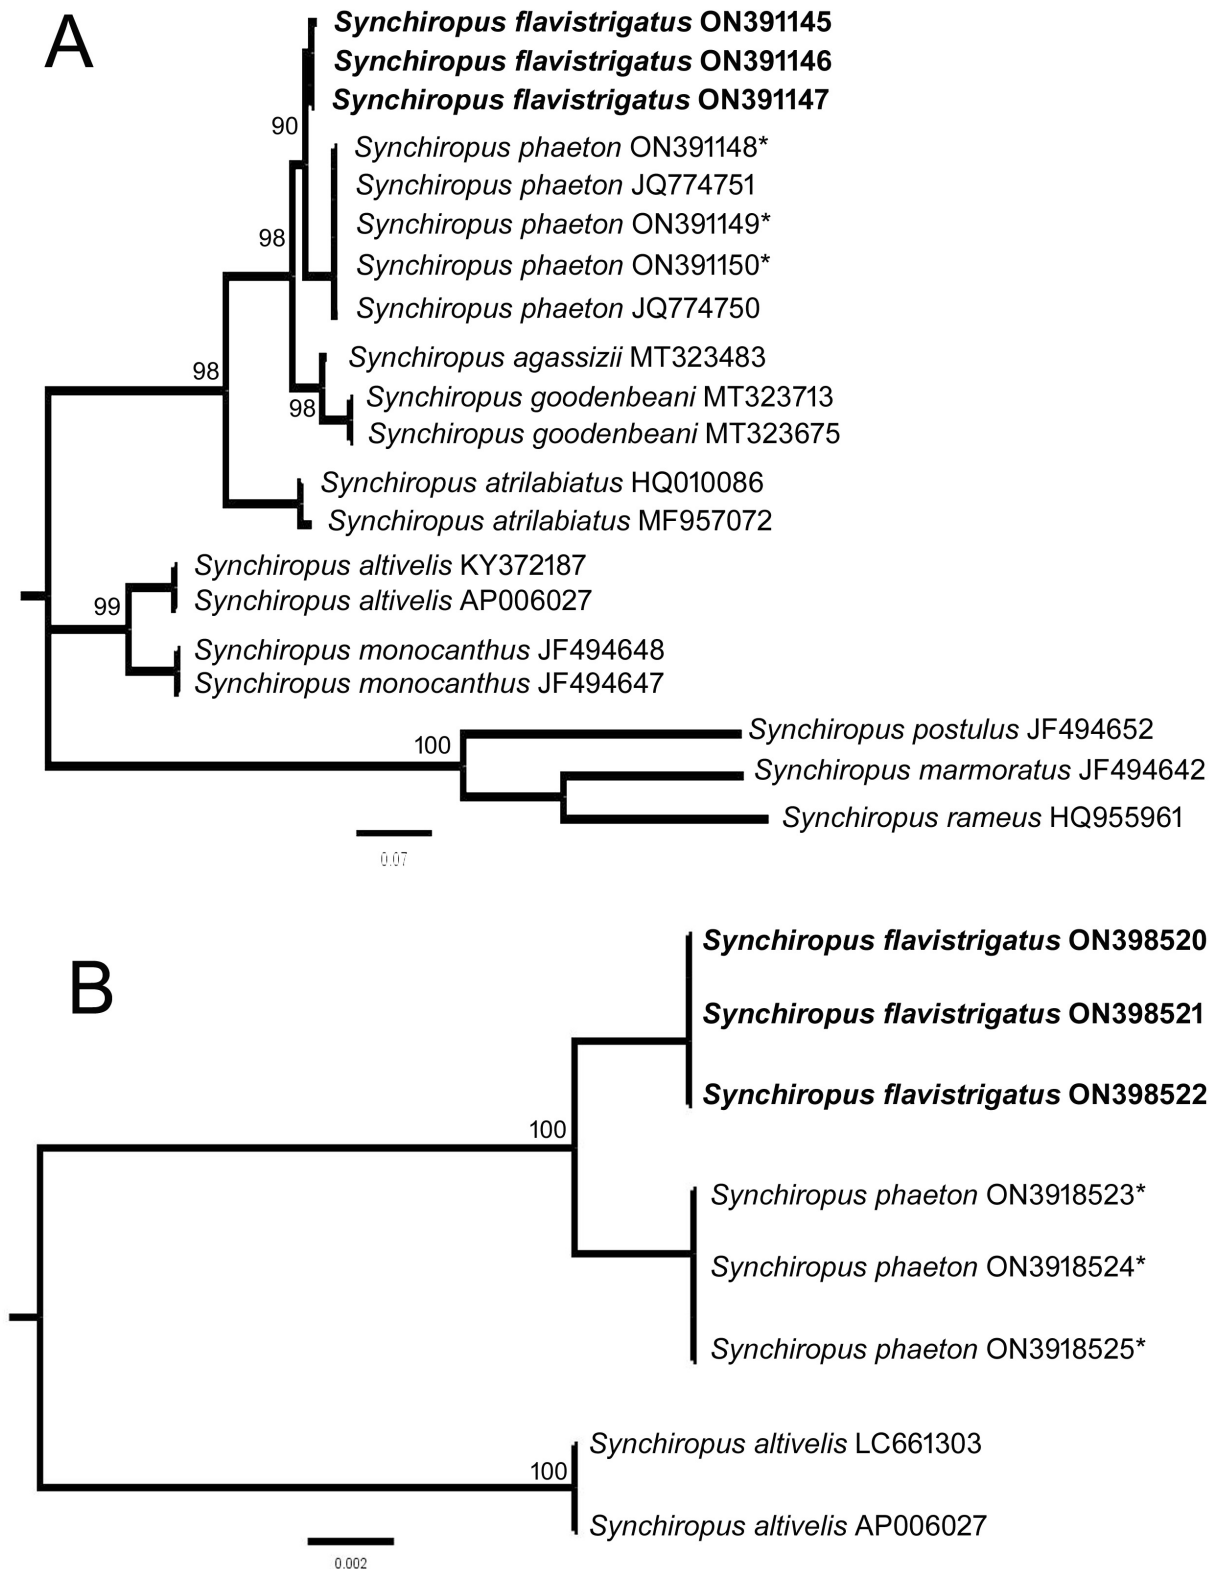 A
Synchiropus flavistrigatus ON391145
Synchiropus flavistrigatus ON391146
Synchiropus flavistrigatus ON391147
90
Synchiropus phaeton ON391148*
Synchiropus phaeton JQ774751
Synchiropus phaeton ON391149*
98
Synchiropus phaeton ON391150*
Synchiropus phaeton JQ774750
Synchiropus agassizii MT323483
98
Synchiropus goodenbeani MT323713
98
Synchiropus goodenbeani MT323675
Synchiropus atrilabiatus HQ010086
Synchiropus atrilabiatus MF957072
Synchiropus altivelis KY372187
99
Synchiropus altivelis AP006027
Synchiropus monocanthus JF494648
Synchiropus monocanthus JF494647
Synchiropus postulus JF494652
100
Synchiropus marmoratus JF494642
Synchiropus rameus HQ955961
0.07
B
Synchiropus flavistrigatus ON398520
Synchiropus flavistrigatus ON398521
Synchiropus flavistrigatus ON398522
100
Synchiropus phaeton ON3918523*
Synchiropus phaeton ON3918524*
Synchiropus phaeton ON3918525*
Synchiropus altivelis LC661303
100
Synchiropus altivelis AP006027
0.002